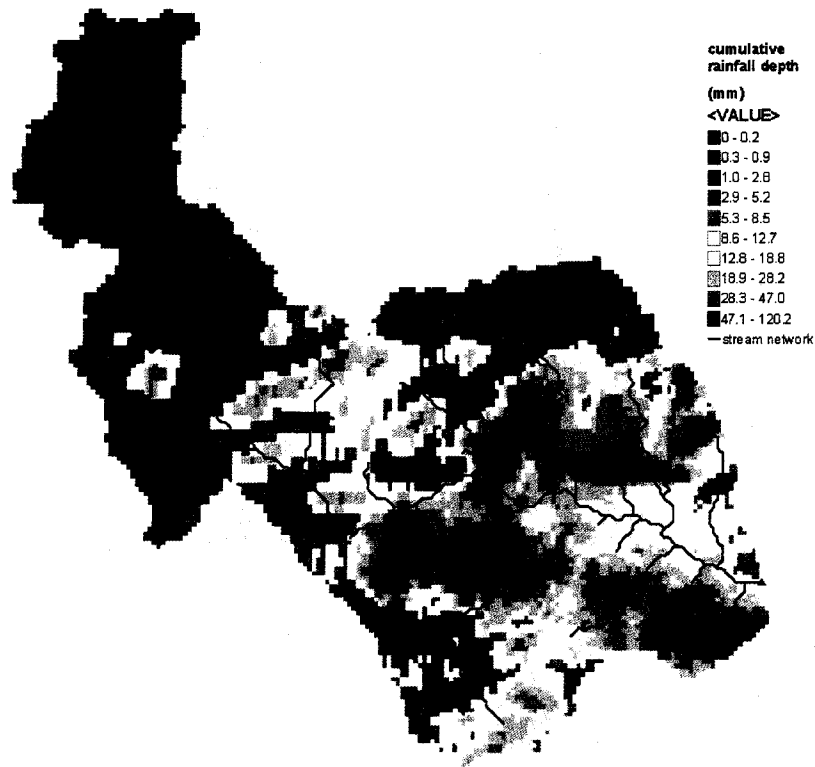 cumulative
rainfall depth
(mm)
<VALUE>
0 - 0.2
0.3 - 0.9
1.0 - 2.8
2.9 - 5.2
5.3 - 8.5
8.6 - 12.7
12.8 - 18.8
18.9 - 28.2
28.3 - 47.0
47.1 - 120.2
stream network